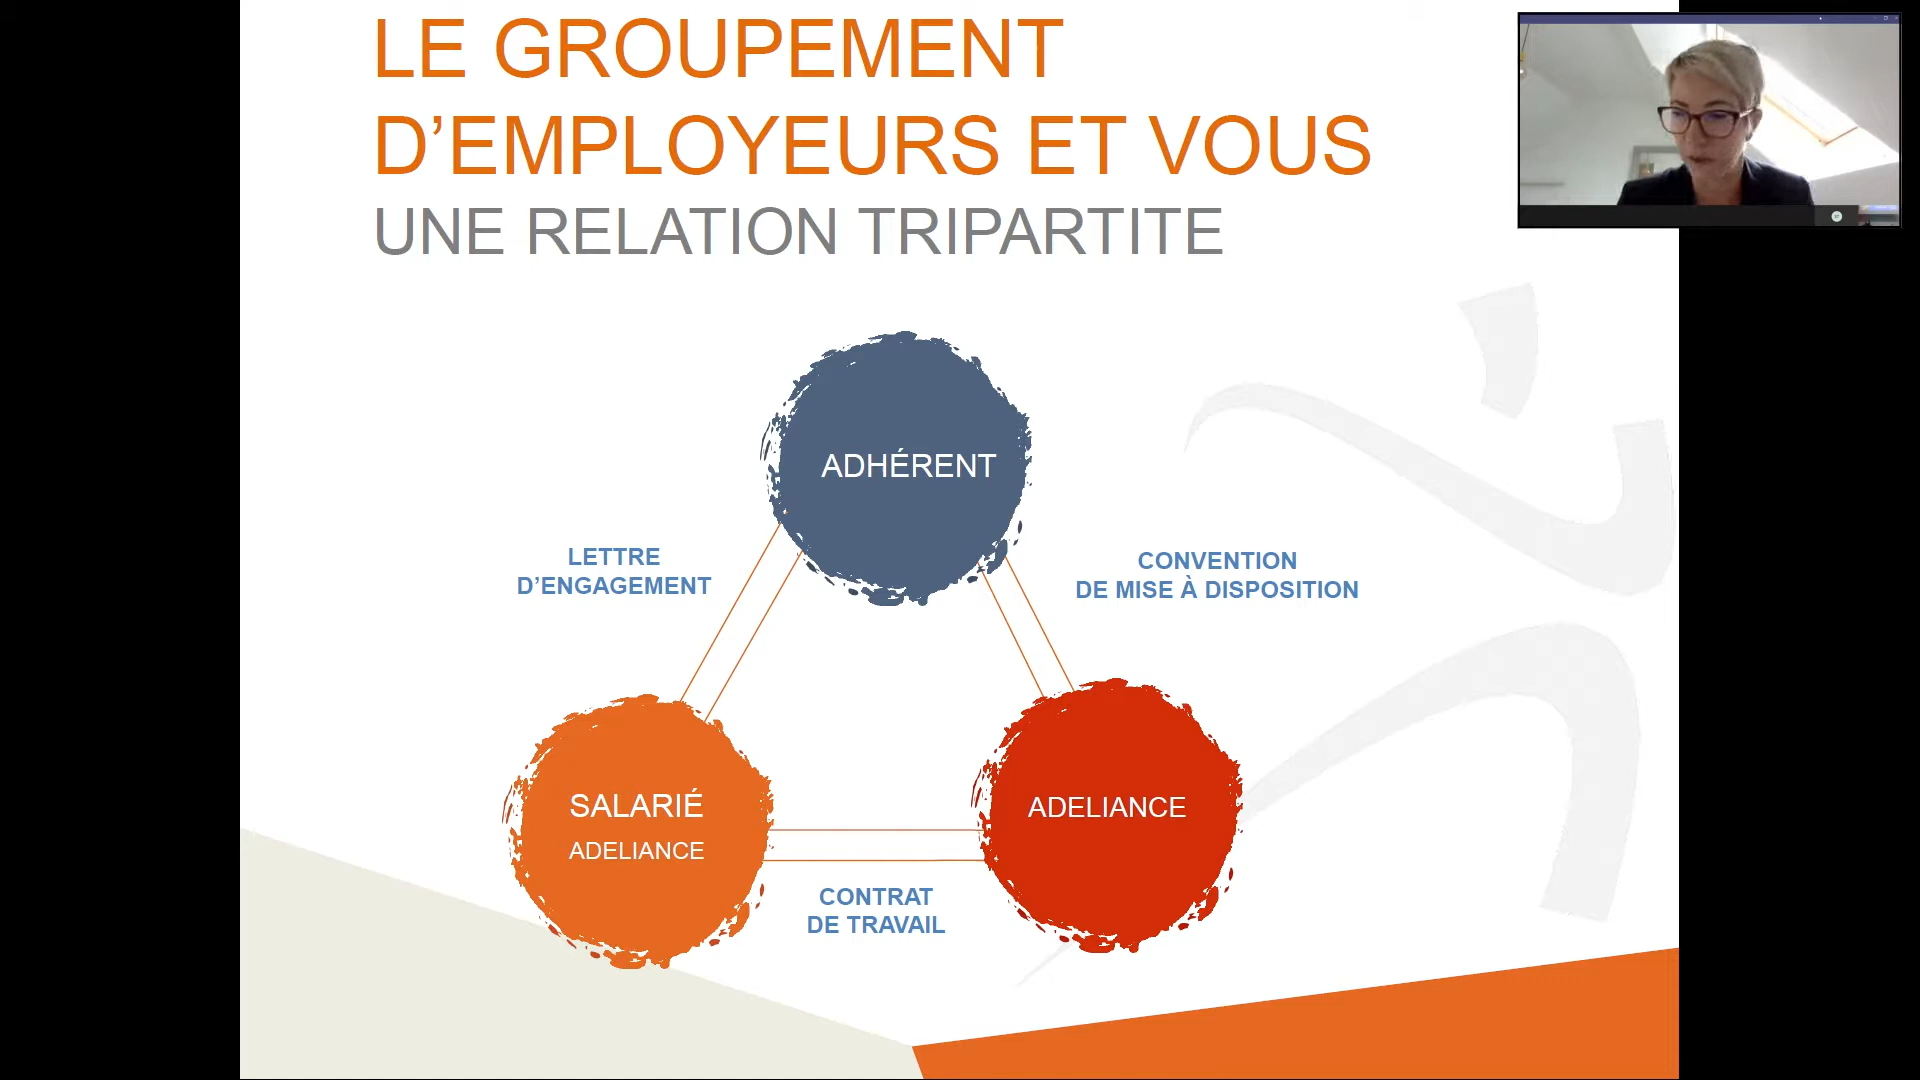 LE GROUPEMENT
D’EMPLOYEURS ET VOUS
UNE RELATION TRIPARTITE
ADHÉRENT
LETTRE
D’ENGAGEMENT
CONVENTION
DE MISE À DISPOSITION
SALARIÉ
ADELIANCE
ADELIANCE
CONTRAT
DE TRAVAIL